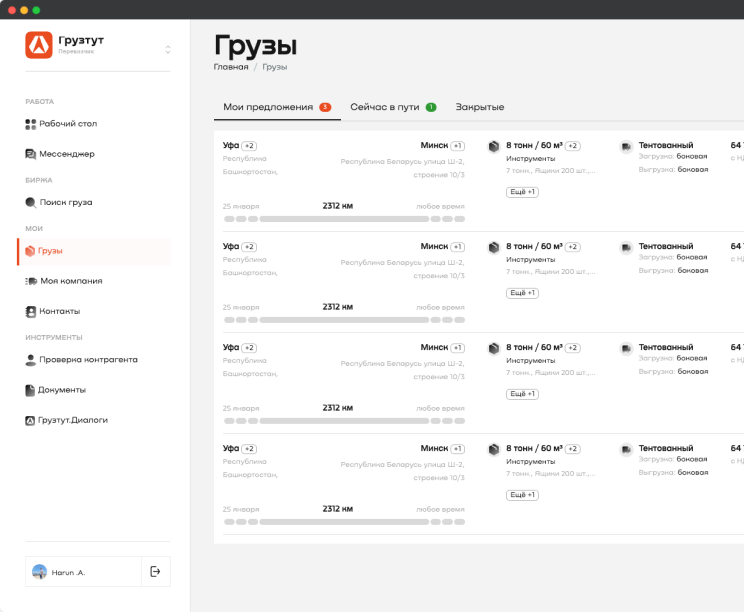 Грузтут
Перевозчик
РАБОТА
Рабочий стол
Мессенджер
БИРЖА
Поиск груза
МОИ
Грузы
Моя компания
Контакты
ИНСТРУМЕНТЫ
Проверка контрагента
Документы
Грузтут.Диалоги
Harun .A.
Грузы
Главная / Грузы
Мои предложения 3 Сейчас в пути 1 Закрытые
Уфа +2 Минск +1 8 тонн / 60 м³ +2 Тентованный 64
Республика Республика Беларусь улица Ш-2, Инструменты Загрузка: боковая с Н
Башкортостан, строение 10/3 7 тонн., Ящики 200 шт.,... Выгрузка: боковая
Ещё +1
25 января 2312 км любое время
Уфа +2 Минск +1 8 тонн / 60 м³ +2 Тентованный 64
Республика Республика Беларусь улица Ш-2, Инструменты Загрузка: боковая с Н
Башкортостан, строение 10/3 7 тонн., Ящики 200 шт.,... Выгрузка: боковая
Ещё +1
25 января 2312 км любое время
Уфа +2 Минск +1 8 тонн / 60 м³ +2 Тентованный 64
Республика Республика Беларусь улица Ш-2, Инструменты Загрузка: боковая с Н
Башкортостан, строение 10/3 7 тонн., Ящики 200 шт.,... Выгрузка: боковая
Ещё +1
25 января 2312 км любое время
Уфа +2 Минск +1 8 тонн / 60 м³ +2 Тентованный 64
Республика Республика Беларусь улица Ш-2, Инструменты Загрузка: боковая с Н
Башкортостан, строение 10/3 7 тонн., Ящики 200 шт.,... Выгрузка: боковая
Ещё +1
25 января 2312 км любое время